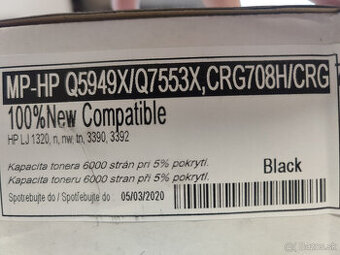 MP-HP Q5949X/Q7553X,CRG708H/CRG
100%New Compatible
HP LJ 1320, n, nw, tn, 3390, 3392
Kapacita tonera 6000 strán pri 5% pokrytí.
Kapacita toneru 6000 stran při 5% pokrytí.
Black
Spotrebujte do / Spotřebujte do 05/03/2020
bazos.sk